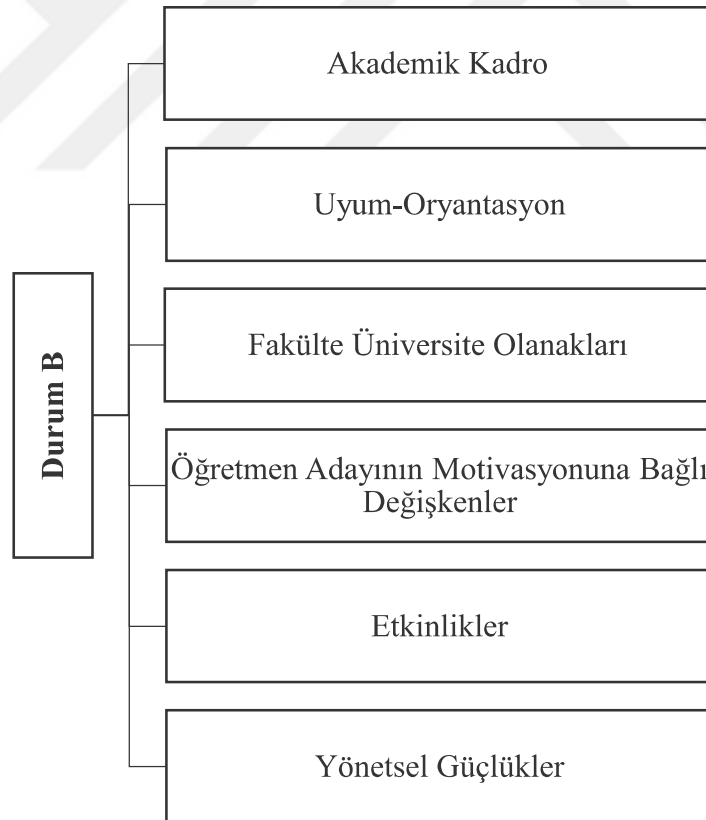 Akademik Kadro
Uyum-Oryantasyon
Fakülte Üniversite Olanakları
Durum B
Öğretmen Adayının Motivasyonuna Bağlı
Değişkenler
Etkinlikler
Yönetsel Güçlükler